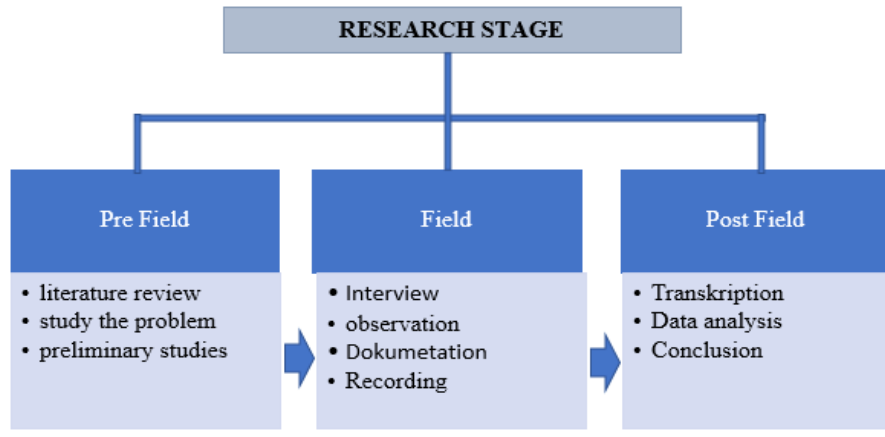 RESEARCH STAGE
Pre Field
• literature review
• study the problem
• preliminary studies
Field
• Interview
• observation
• Dokumetation
• Recording
Post Field
• Transkription
• Data analysis
• Conclusion